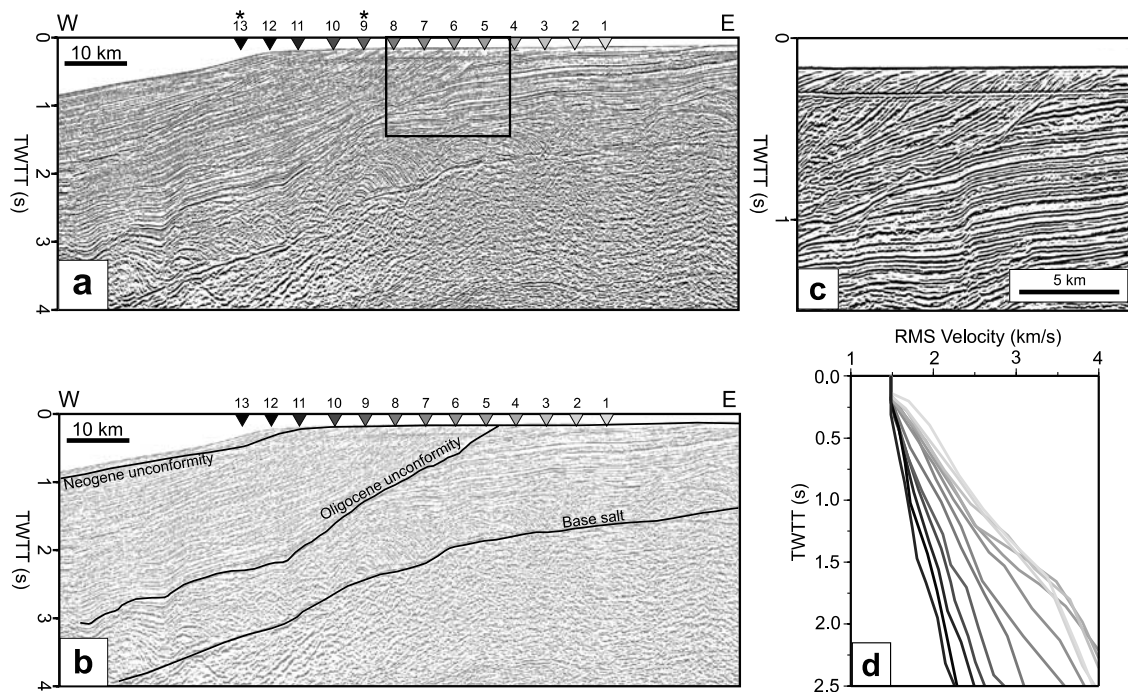 W
* *
13 12 11 10 9 8 7 6 5 4 3 2 1
E
10 km
0
1
2
3
4
TWTT (s)
a
0
1
TWTT (s)
c
5 km
W
13 12 11 10 9 8 7 6 5 4 3 2 1
E
10 km
0
1
2
3
4
TWTT (s)
Neogene unconformity
Oligocene unconformity
Base salt
b
RMS Velocity (km/s)
1 2 3 4
0.0
0.5
1.0
1.5
2.0
2.5
TWTT (s)
d